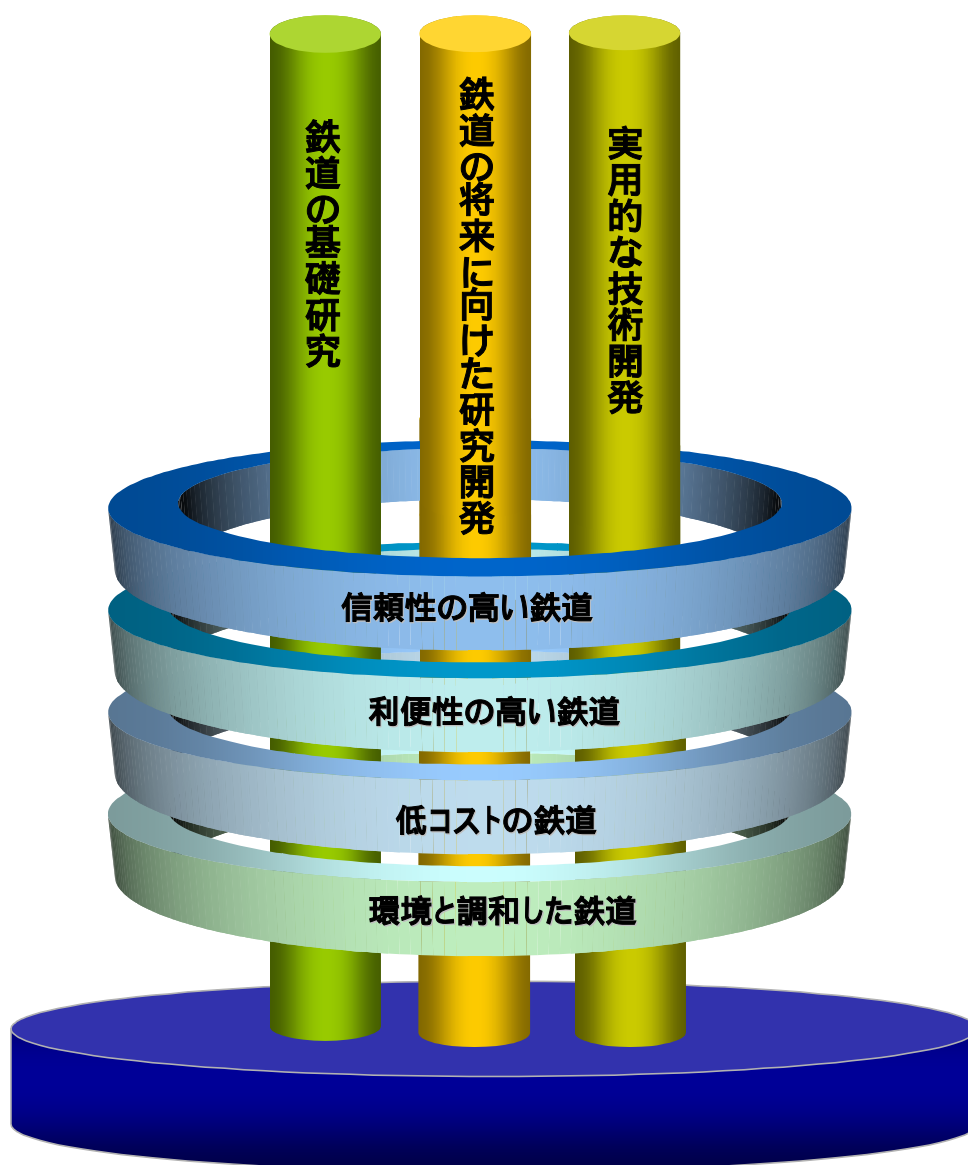 鉄道の基礎研究
鉄道の将来に向けた研究開発
実用的な技術開発
信頼性の高い鉄道
利便性の高い鉄道
低コストの鉄道
環境と調和した鉄道